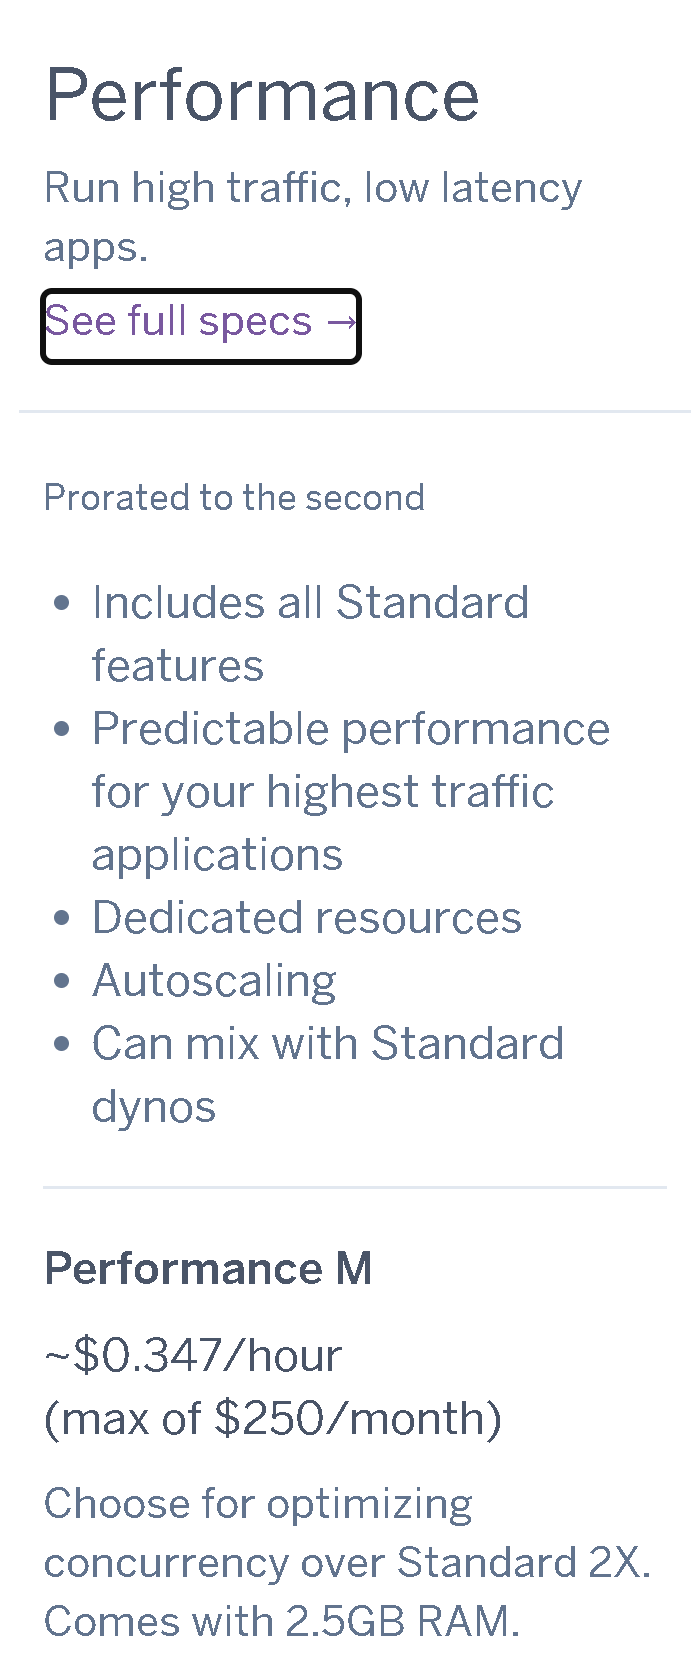 Performance
Run high traffic, low latency
apps.
See full specs →
Prorated to the second
• Includes all Standard
features
• Predictable performance
for your highest traffic
applications
• Dedicated resources
• Autoscaling
• Can mix with Standard
dynos
Performance M
~$0.347/hour
(max of $250/month)
Choose for optimizing
concurrency over Standard 2X.
Comes with 2.5GB RAM.